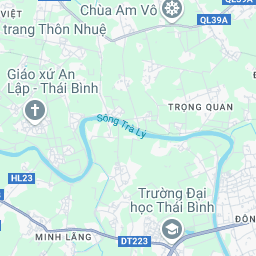 Chùa Am Vô
VIỆT
QL39A
QL39A
trang Thôn Nhuệ
Giáo xứ An
Lập - Thái Bình
TRỌNG QUAN
Sông Trà Lý
HL23
Trường Đại
học Thái Bình
ĐÔN
MINH LÃNG
DT223